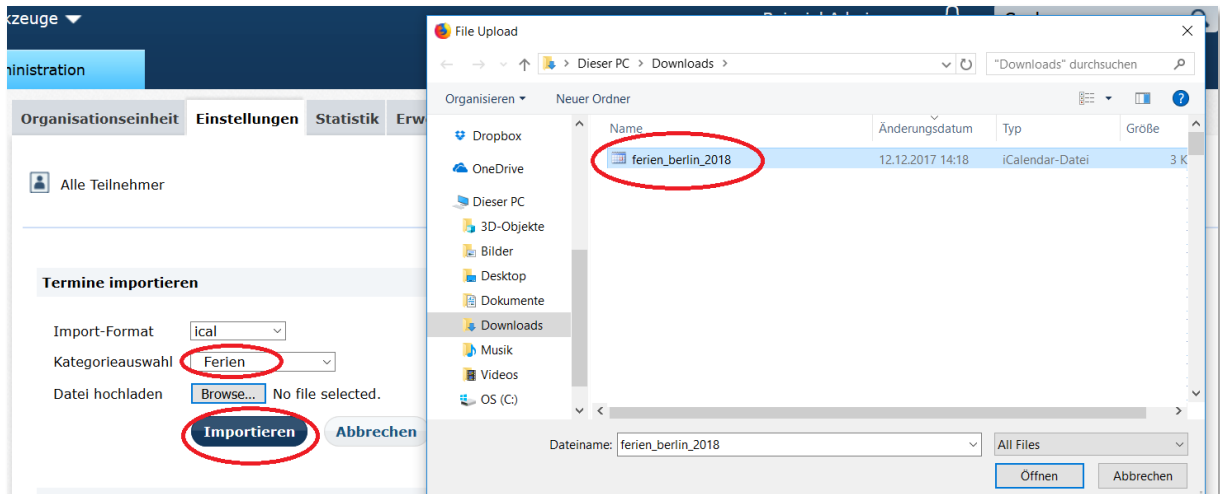 kzeuge
ministration
Organisationseinheit Einstellungen Statistik Erw
Alle Teilnehmer
Termine importieren
Import-Format ical
Kategorieauswahl Ferien
Datei hochladen Browse... No file selected.
Importieren Abbrechen
File Upload
Dieser PC > Downloads >
"Downloads" durchsuchen
Organisieren Neuer Ordner
Name Änderungsdatum Typ Größe
ferien_berlin_2018 12.12.2017 14:18 iCalendar-Datei 3 K
Dropbox
OneDrive
Dieser PC
3D-Objekte
Bilder
Desktop
Dokumente
Downloads
Musik
Videos
OS (C:)
Dateiname: ferien_berlin_2018 All Files
Öffnen Abbrechen